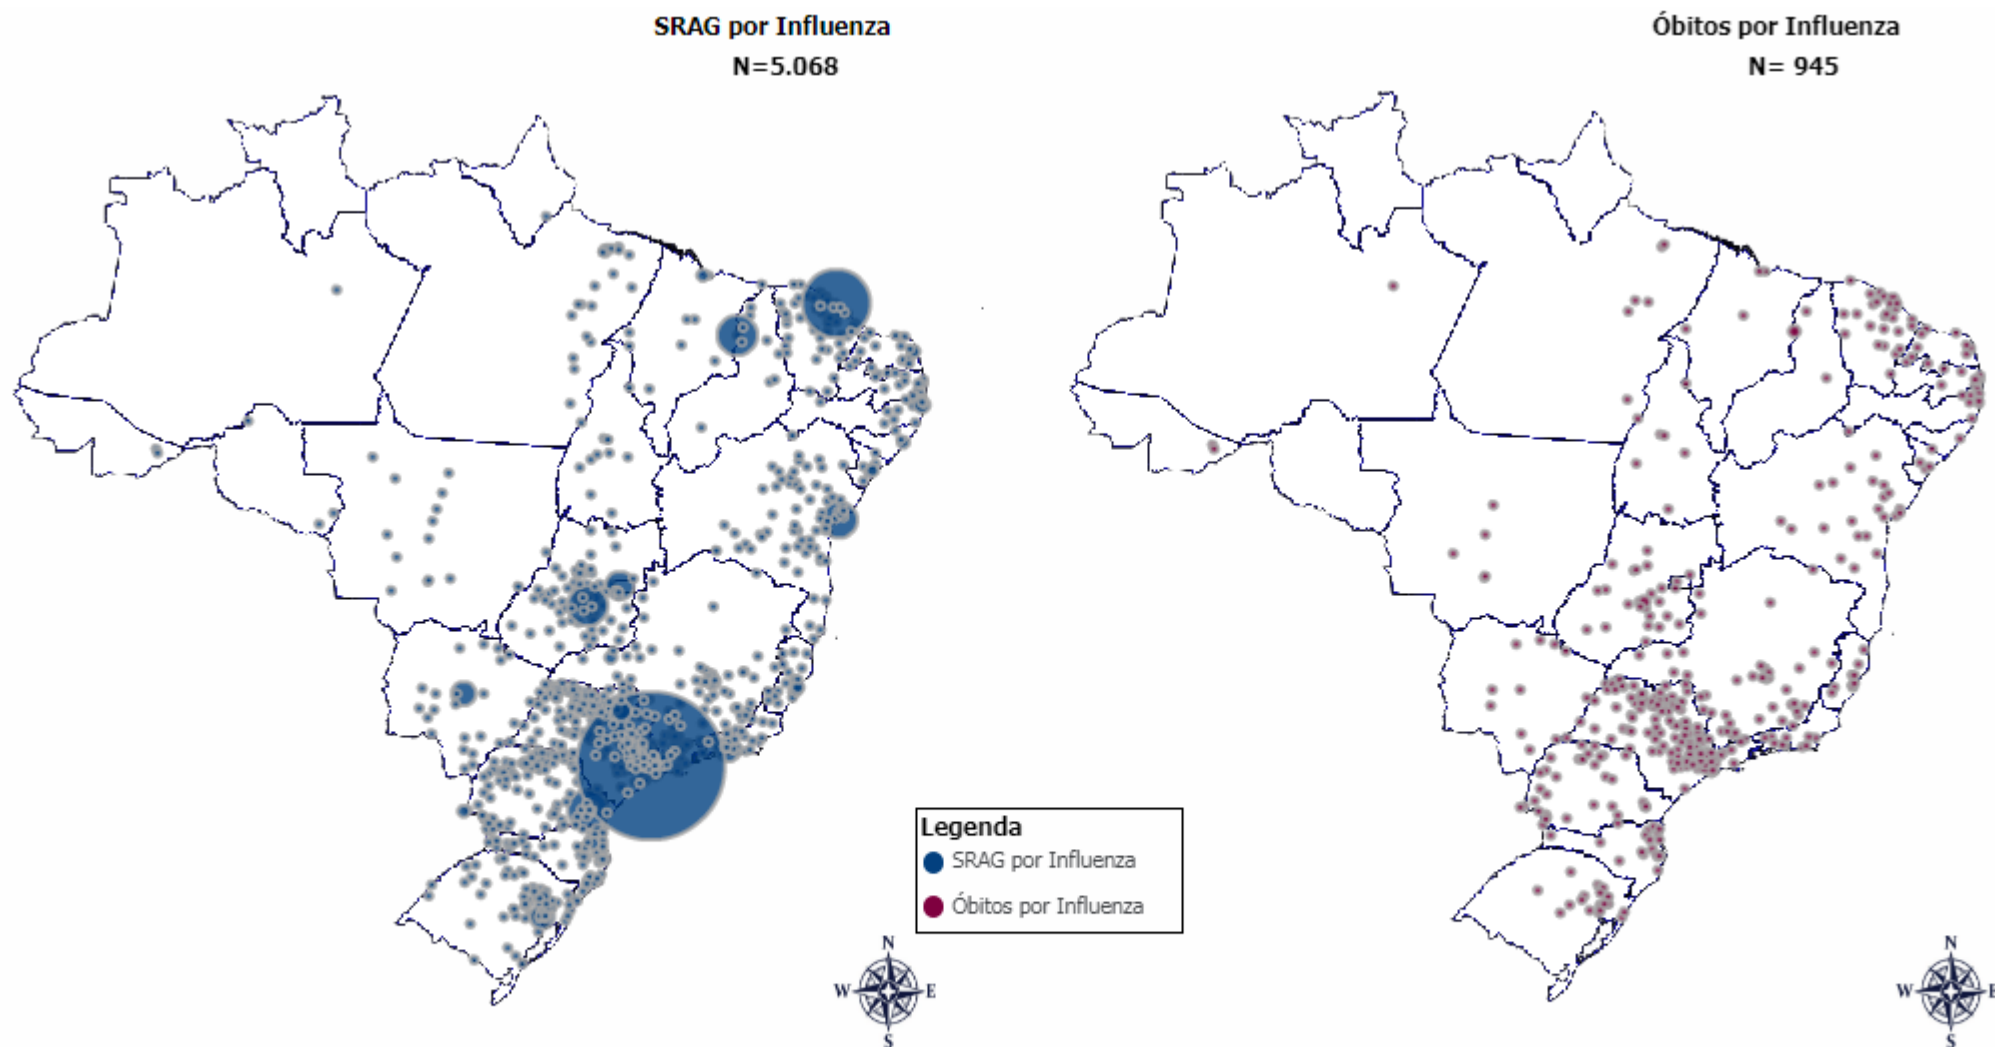 SRAG por Influenza
N=5.068
Óbitos por Influenza
N= 945
Legenda
SRAG por Influenza
Óbitos por Influenza
N
W
E
S
N
W
E
S